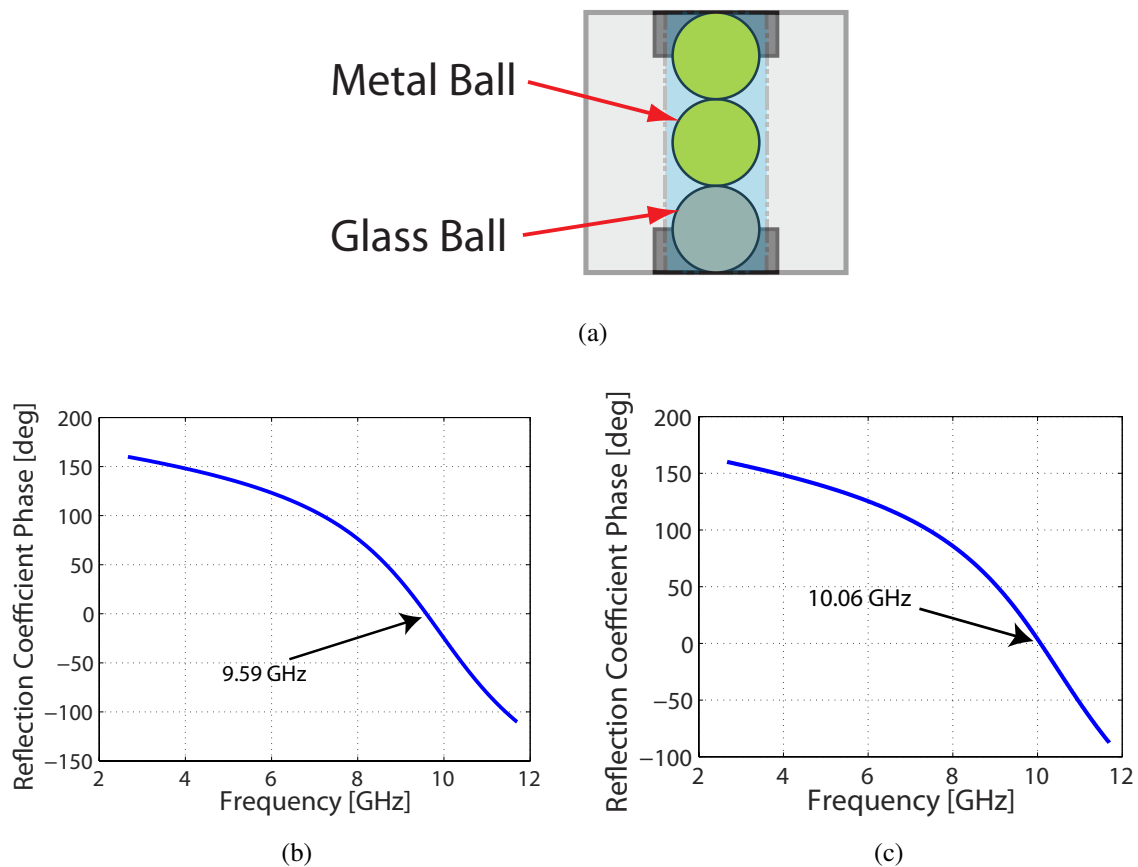 Metal Ball
Glass Ball
(a)
Reflection Coefficient Phase [deg]
200
150
100
50
0
−50
−100
−150
9.59 GHz
2 4 6 8 10 12
Frequency [GHz]
(b)
Reflection Coefficient Phase [deg]
200
150
100
50
0
−50
−100
10.06 GHz
2 4 6 8 10 12
Frequency [GHz]
(c)